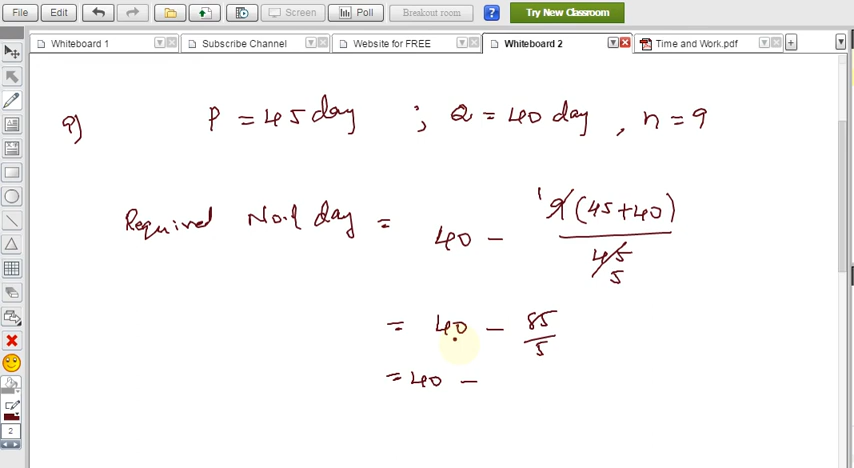 File Edit Screen Poll Breakout room ? Try New Classroom
Whiteboard 1 Subscribe Channel Website for FREE Whiteboard 2 Time and Work.pdf
9) P = 45 day ; Q = 40 day , n = 9
Required No.of day = 40 - 1 9 (45+40) / 45 5
= 40 - 85/5
= 40 -
2